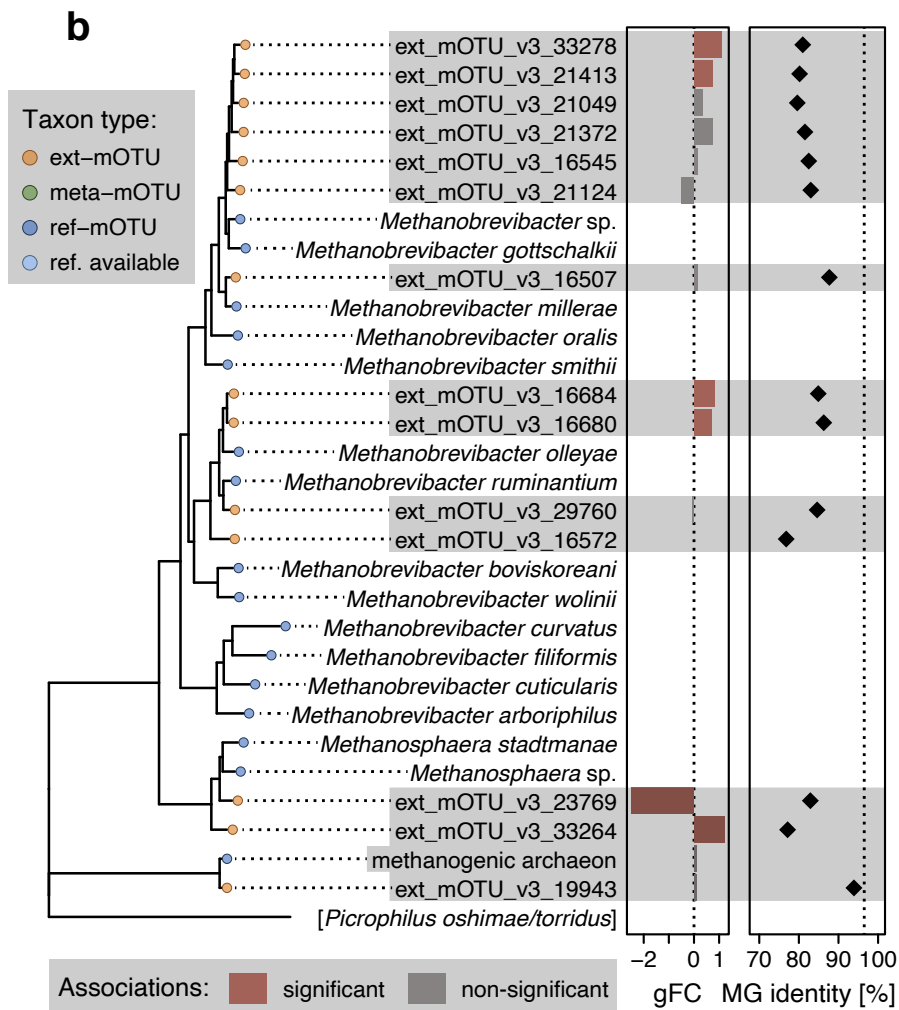 b
Taxon type:
ext−mOTU
meta−mOTU
ref−mOTU
ref. available
ext_mOTU_v3_33278
ext_mOTU_v3_21413
ext_mOTU_v3_21049
ext_mOTU_v3_21372
ext_mOTU_v3_16545
ext_mOTU_v3_21124
Methanobrevibacter sp.
Methanobrevibacter gottschalkii
ext_mOTU_v3_16507
Methanobrevibacter millerae
Methanobrevibacter oralis
Methanobrevibacter smithii
ext_mOTU_v3_16684
ext_mOTU_v3_16680
Methanobrevibacter olleyae
Methanobrevibacter ruminantium
ext_mOTU_v3_29760
ext_mOTU_v3_16572
Methanobrevibacter boviskoreani
Methanobrevibacter wolinii
Methanobrevibacter curvatus
Methanobrevibacter filiformis
Methanobrevibacter cuticularis
Methanobrevibacter arboriphilus
Methanosphaera stadtmanae
Methanosphaera sp.
ext_mOTU_v3_23769
ext_mOTU_v3_33264
methanogenic archaeon
ext_mOTU_v3_19943
[Picrophilus oshimae/torridus]
−2 0 1 70 80 90 100
gFC MG identity [%]
Associations: significant non−significant